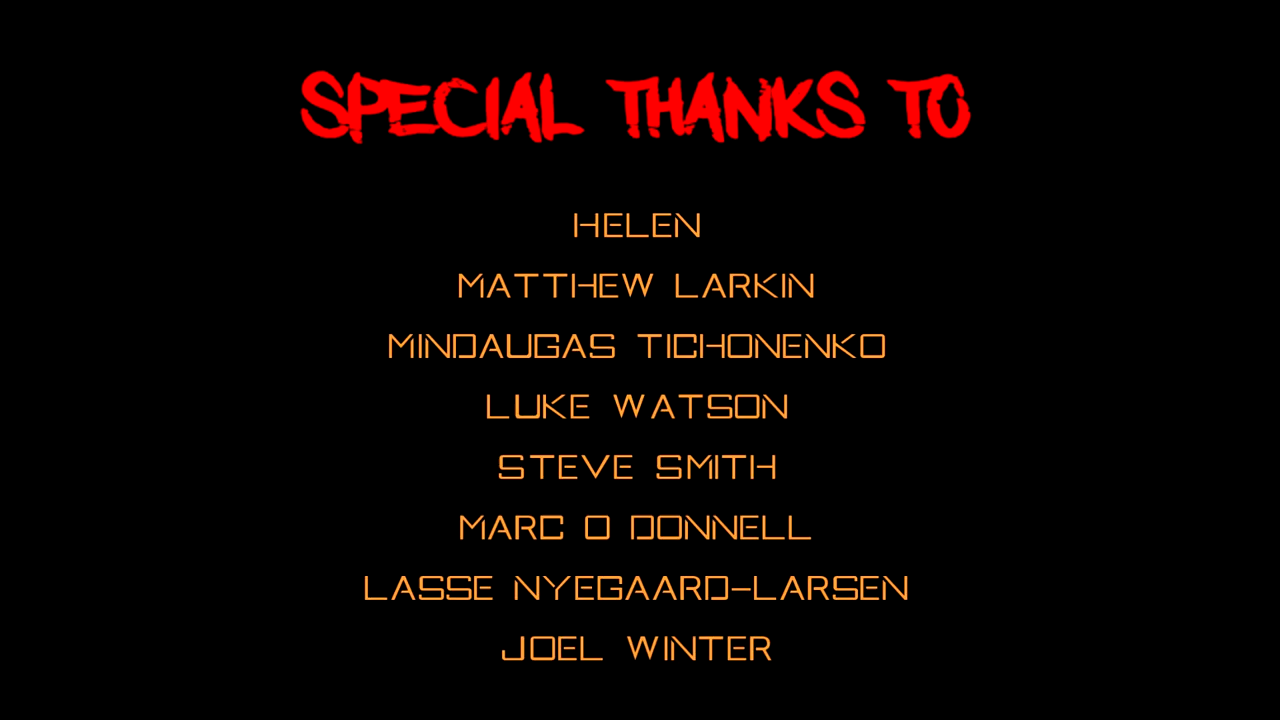 SPECIAL THANKS TO
HELEN
MATTHEW LARKIN
MINDAUGAS TICHONENKO
LUKE WATSON
STEVE SMITH
MARC O DONNELL
LASSE NYEGAARD-LARSEN
JOEL WINTER